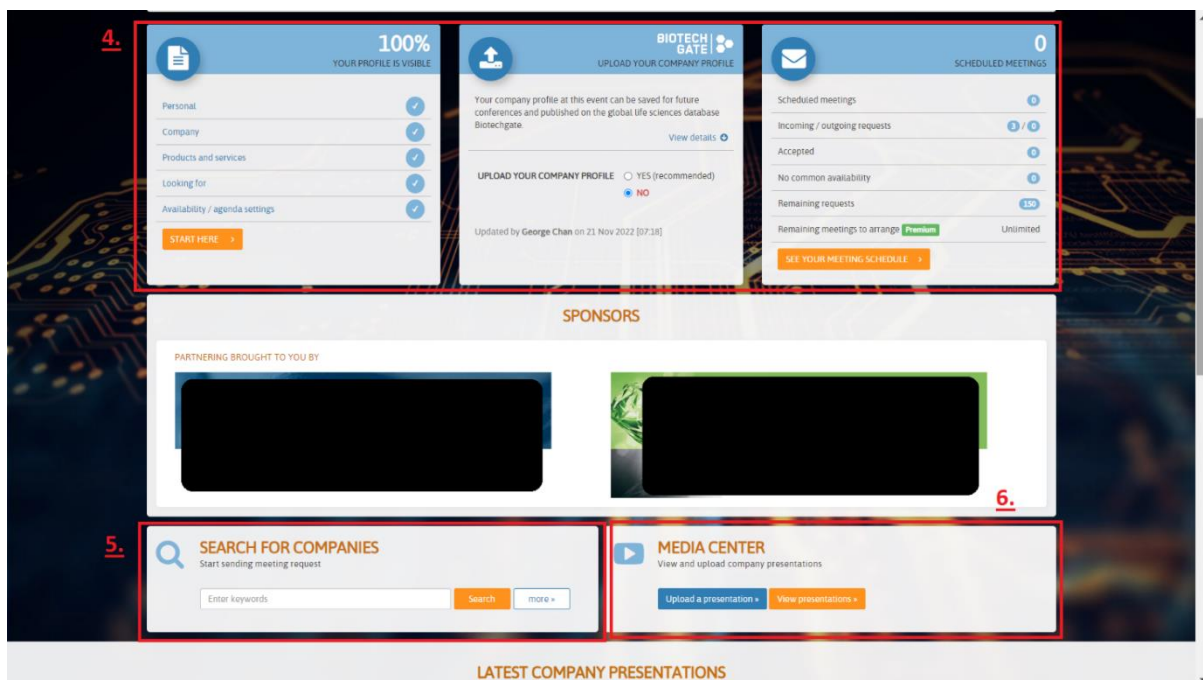 4.
100%
YOUR PROFILE IS VISIBLE
Personal
Company
Products and services
Looking for
Availability / agenda settings
START HERE >
BIOTECH
GATE
UPLOAD YOUR COMPANY PROFILE
Your company profile at this event can be saved for future
conferences and published on the global life sciences database
Biotechgate.
View details
UPLOAD YOUR COMPANY PROFILE YES (recommended)
NO
Updated by George Chan on 21 Nov 2022 [07:18]
0
SCHEDULED MEETINGS
Scheduled meetings 0
Incoming / outgoing requests 3 / 0
Accepted 0
No common availability 0
Remaining requests 150
Remaining meetings to arrange Premium Unlimited
SEE YOUR MEETING SCHEDULE >
SPONSORS
PARTNERING BROUGHT TO YOU BY
5.
SEARCH FOR COMPANIES
Start sending meeting request
Enter keywords Search more »
6.
MEDIA CENTER
View and upload company presentations
Upload a presentation » View presentations »
LATEST COMPANY PRESENTATIONS